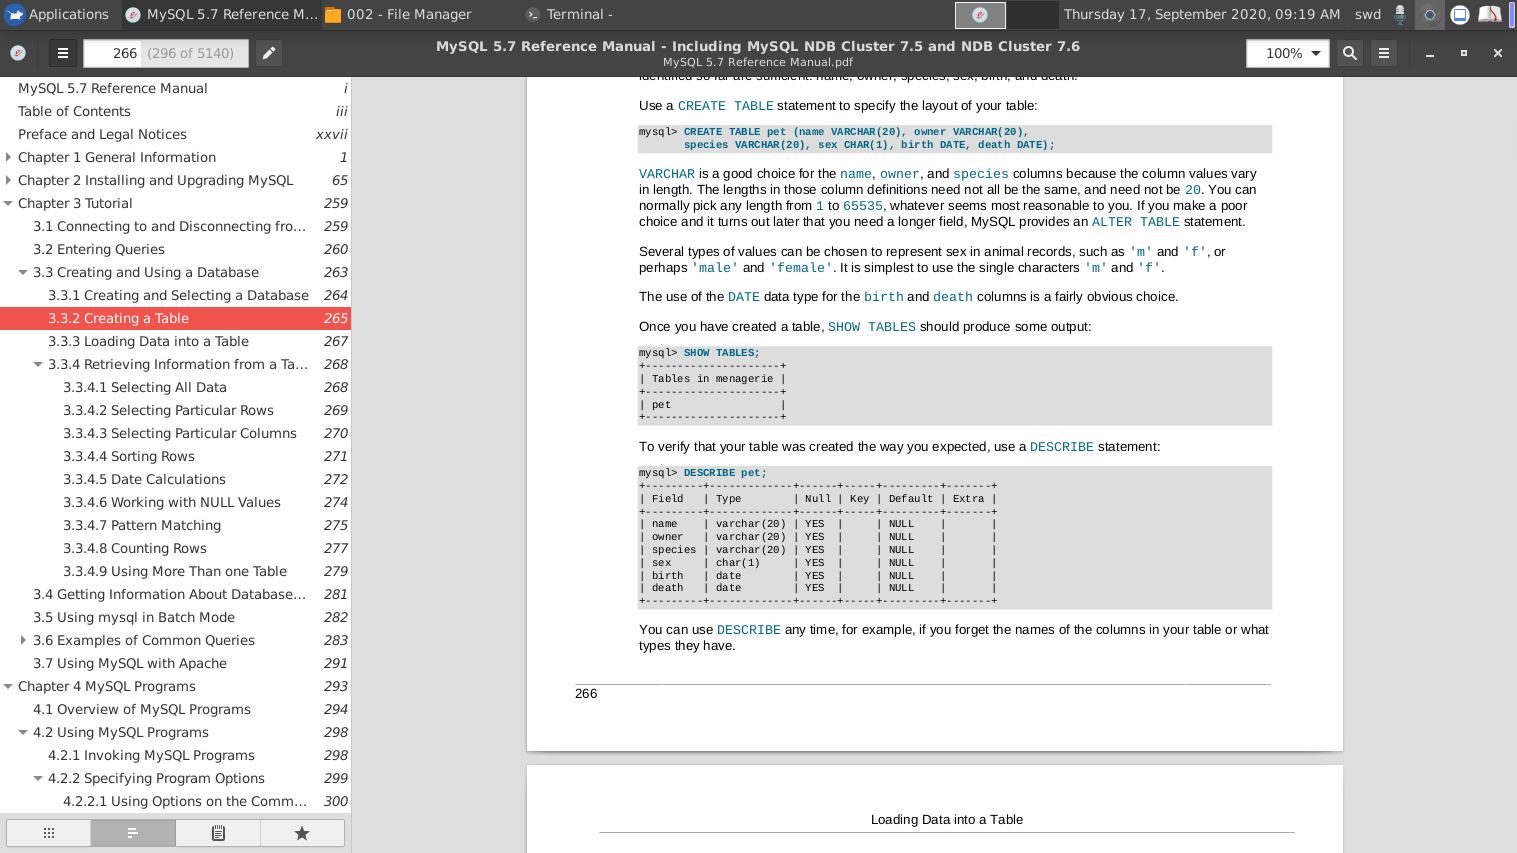 Applications
MySQL 5.7 Reference M...
002 - File Manager
Terminal -
Thursday 17, September 2020, 09:19 AM
swd
266 (296 of 5140)
MySQL 5.7 Reference Manual - Including MySQL NDB Cluster 7.5 and NDB Cluster 7.6
MySQL 5.7 Reference Manual.pdf
100%
MySQL 5.7 Reference Manual i
Table of Contents iii
Preface and Legal Notices xxvii
Chapter 1 General Information 1
Chapter 2 Installing and Upgrading MySQL 65
Chapter 3 Tutorial 259
3.1 Connecting to and Disconnecting fro... 259
3.2 Entering Queries 260
3.3 Creating and Using a Database 263
3.3.1 Creating and Selecting a Database 264
3.3.2 Creating a Table 265
3.3.3 Loading Data into a Table 267
3.3.4 Retrieving Information from a Ta... 268
3.3.4.1 Selecting All Data 268
3.3.4.2 Selecting Particular Rows 269
3.3.4.3 Selecting Particular Columns 270
3.3.4.4 Sorting Rows 271
3.3.4.5 Date Calculations 272
3.3.4.6 Working with NULL Values 274
3.3.4.7 Pattern Matching 275
3.3.4.8 Counting Rows 277
3.3.4.9 Using More Than one Table 279
3.4 Getting Information About Database... 281
3.5 Using mysql in Batch Mode 282
3.6 Examples of Common Queries 283
3.7 Using MySQL with Apache 291
Chapter 4 MySQL Programs 293
4.1 Overview of MySQL Programs 294
4.2 Using MySQL Programs 298
4.2.1 Invoking MySQL Programs 298
4.2.2 Specifying Program Options 299
4.2.2.1 Using Options on the Comm... 300
identified so far are sufficient: name, owner, species, sex, birth, and death.
Use a CREATE TABLE statement to specify the layout of your table:
mysql> CREATE TABLE pet (name VARCHAR(20), owner VARCHAR(20),
species VARCHAR(20), sex CHAR(1), birth DATE, death DATE);
VARCHAR is a good choice for the name, owner, and species columns because the column values vary
in length. The lengths in those column definitions need not all be the same, and need not be 20. You can
normally pick any length from 1 to 65535, whatever seems most reasonable to you. If you make a poor
choice and it turns out later that you need a longer field, MySQL provides an ALTER TABLE statement.
Several types of values can be chosen to represent sex in animal records, such as 'm' and 'f', or
perhaps 'male' and 'female'. It is simplest to use the single characters 'm' and 'f'.
The use of the DATE data type for the birth and death columns is a fairly obvious choice.
Once you have created a table, SHOW TABLES should produce some output:
mysql> SHOW TABLES;
+---------------------+
| Tables in menagerie |
+---------------------+
| pet                 |
+---------------------+
To verify that your table was created the way you expected, use a DESCRIBE statement:
mysql> DESCRIBE pet;
+---------+-------------+------+-----+---------+-------+
| Field   | Type        | Null | Key | Default | Extra |
+---------+-------------+------+-----+---------+-------+
| name    | varchar(20) | YES  |     | NULL    |       |
| owner   | varchar(20) | YES  |     | NULL    |       |
| species | varchar(20) | YES  |     | NULL    |       |
| sex     | char(1)     | YES  |     | NULL    |       |
| birth   | date        | YES  |     | NULL    |       |
| death   | date        | YES  |     | NULL    |       |
+---------+-------------+------+-----+---------+-------+
You can use DESCRIBE any time, for example, if you forget the names of the columns in your table or what
types they have.
266
Loading Data into a Table